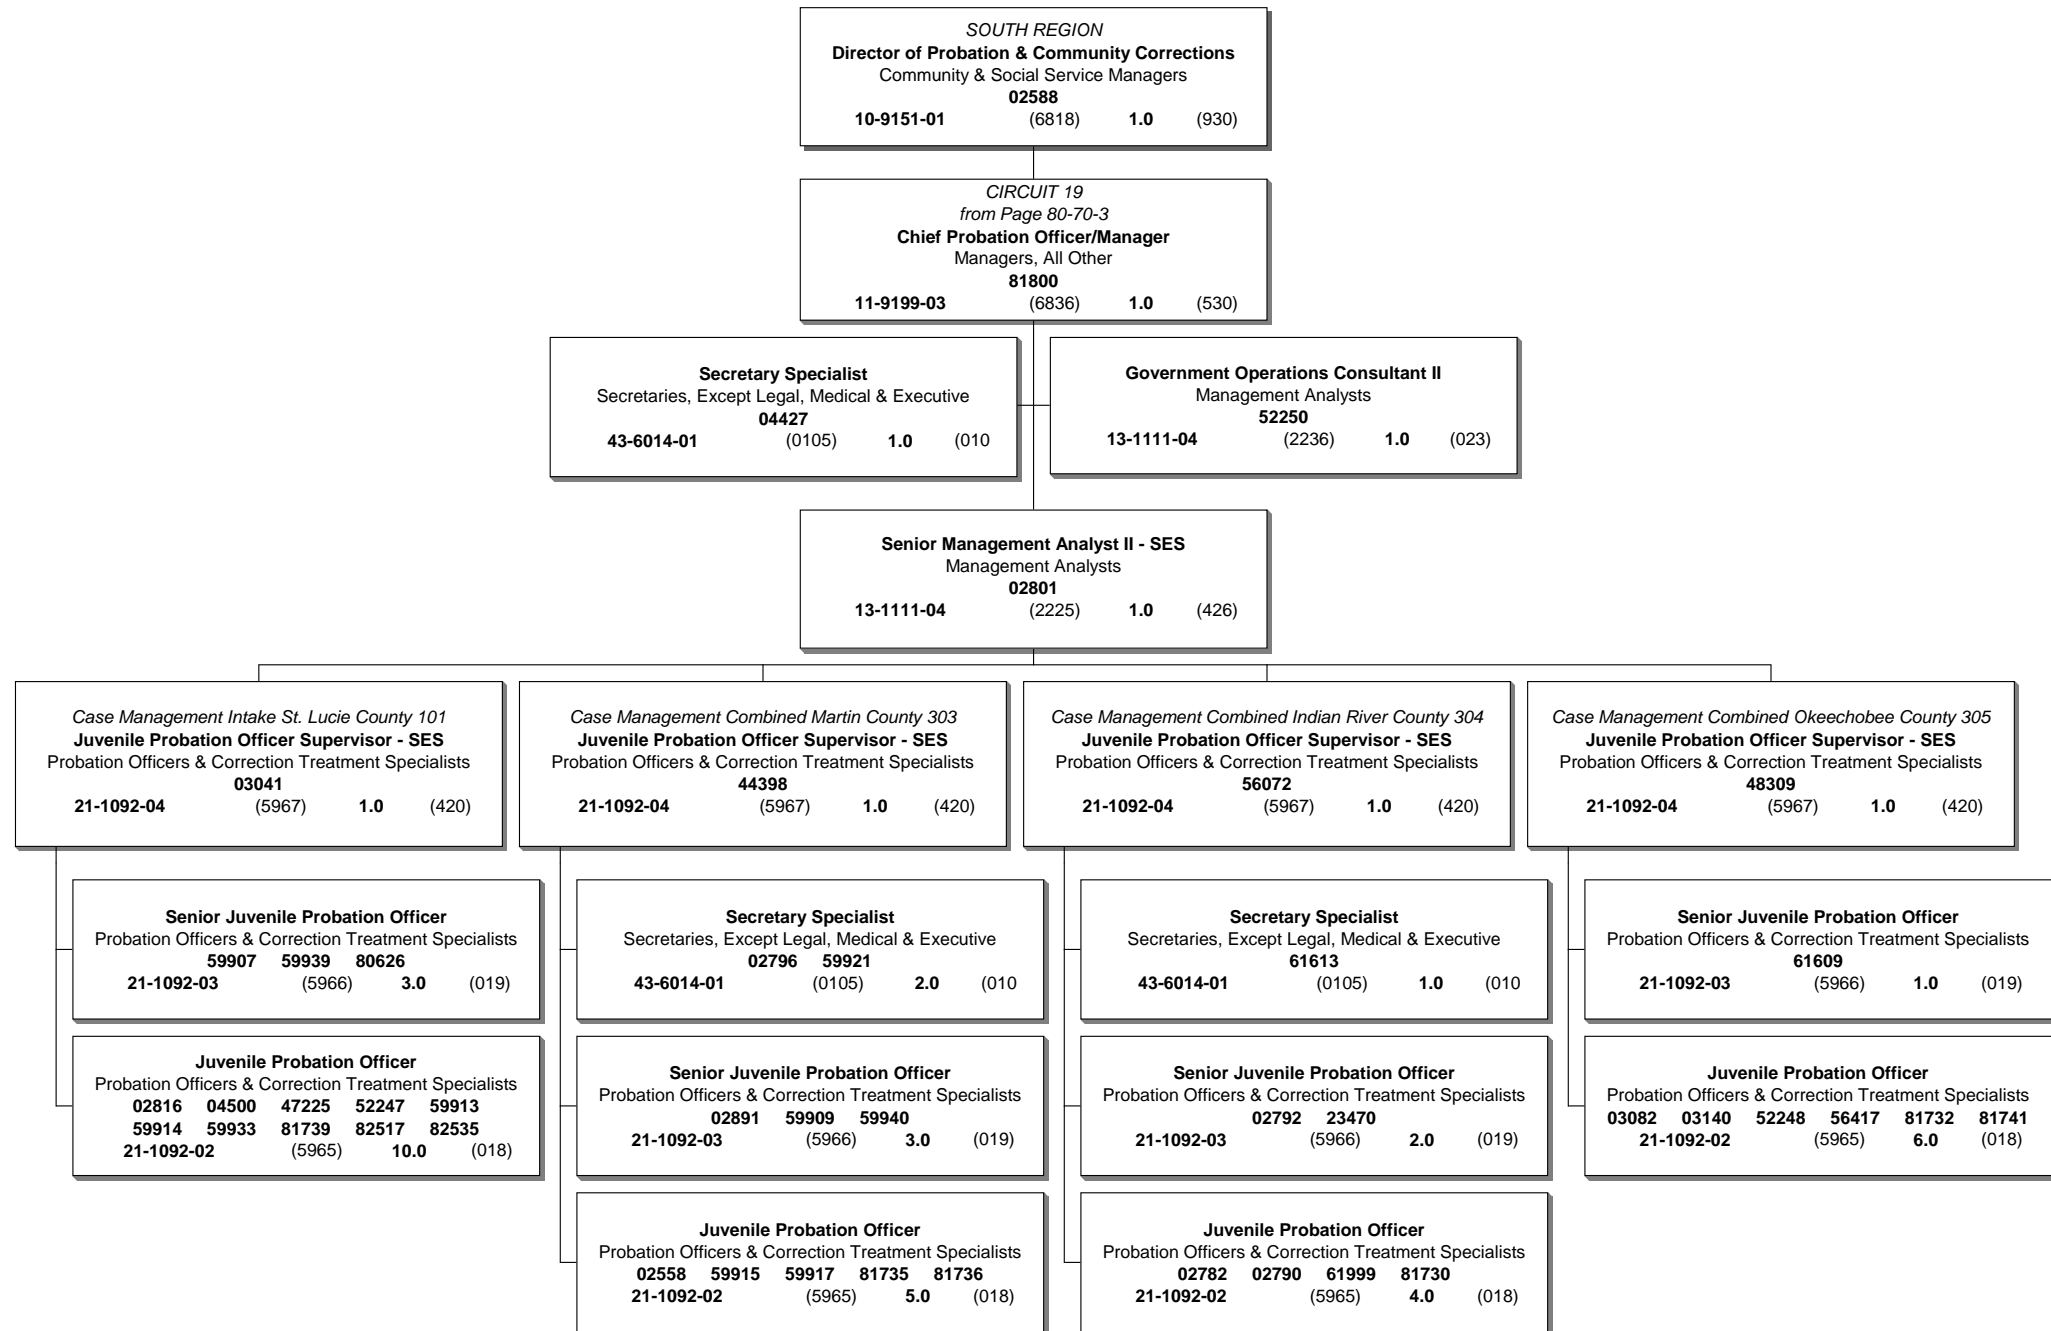 SOUTH REGION
Director of Probation & Community Corrections
Community & Social Service Managers
02588
10-9151-01 (6818) 1.0 (930)
CIRCUIT 19
from Page 80-70-3
Chief Probation Officer/Manager
Managers, All Other
81800
11-9199-03 (6836) 1.0 (530)
Secretary Specialist
Secretaries, Except Legal, Medical & Executive
04427
43-6014-01 (0105) 1.0 (010
Government Operations Consultant II
Management Analysts
52250
13-1111-04 (2236) 1.0 (023)
Senior Management Analyst II - SES
Management Analysts
02801
13-1111-04 (2225) 1.0 (426)
Case Management Intake St. Lucie County 101
Juvenile Probation Officer Supervisor - SES
Probation Officers & Correction Treatment Specialists
03041
21-1092-04 (5967) 1.0 (420)
Senior Juvenile Probation Officer
Probation Officers & Correction Treatment Specialists
59907 59939 80626
21-1092-03 (5966) 3.0 (019)
Juvenile Probation Officer
Probation Officers & Correction Treatment Specialists
02816 04500 47225 52247 59913
59914 59933 81739 82517 82535
21-1092-02 (5965) 10.0 (018)
Case Management Combined Martin County 303
Juvenile Probation Officer Supervisor - SES
Probation Officers & Correction Treatment Specialists
44398
21-1092-04 (5967) 1.0 (420)
Secretary Specialist
Secretaries, Except Legal, Medical & Executive
02796 59921
43-6014-01 (0105) 2.0 (010
Senior Juvenile Probation Officer
Probation Officers & Correction Treatment Specialists
02891 59909 59940
21-1092-03 (5966) 3.0 (019)
Juvenile Probation Officer
Probation Officers & Correction Treatment Specialists
02558 59915 59917 81735 81736
21-1092-02 (5965) 5.0 (018)
Case Management Combined Indian River County 304
Juvenile Probation Officer Supervisor - SES
Probation Officers & Correction Treatment Specialists
56072
21-1092-04 (5967) 1.0 (420)
Secretary Specialist
Secretaries, Except Legal, Medical & Executive
61613
43-6014-01 (0105) 1.0 (010
Senior Juvenile Probation Officer
Probation Officers & Correction Treatment Specialists
02792 23470
21-1092-03 (5966) 2.0 (019)
Juvenile Probation Officer
Probation Officers & Correction Treatment Specialists
02782 02790 61999 81730
21-1092-02 (5965) 4.0 (018)
Case Management Combined Okeechobee County 305
Juvenile Probation Officer Supervisor - SES
Probation Officers & Correction Treatment Specialists
48309
21-1092-04 (5967) 1.0 (420)
Senior Juvenile Probation Officer
Probation Officers & Correction Treatment Specialists
61609
21-1092-03 (5966) 1.0 (019)
Juvenile Probation Officer
Probation Officers & Correction Treatment Specialists
03082 03140 52248 56417 81732 81741
21-1092-02 (5965) 6.0 (018)